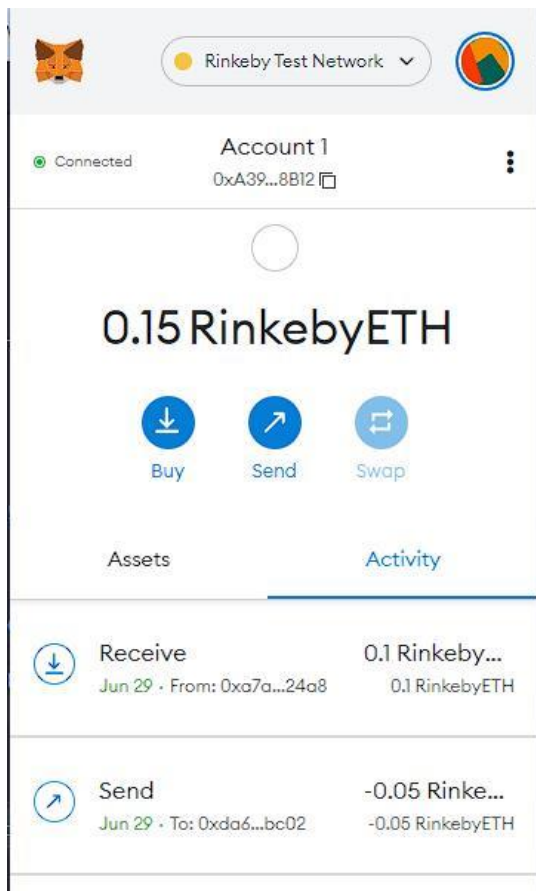 Rinkeby Test Network
Connected
Account 1
0xA39...8B12
0.15 RinkebyETH
Buy Send Swap
Assets Activity
Receive 0.1 Rinkeby...
Jun 29 · From: 0xa7a...24a8 0.1 RinkebyETH
Send -0.05 Rinke...
Jun 29 · To: 0xda6...bc02 -0.05 RinkebyETH